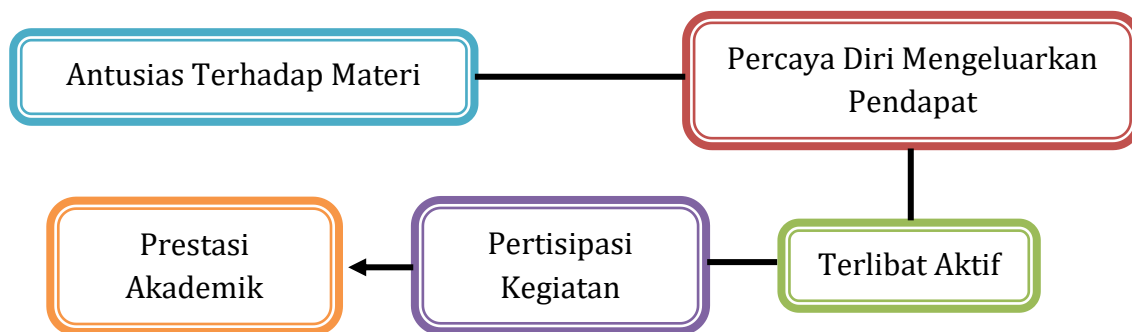 Antusias Terhadap Materi
Percaya Diri Mengeluarkan
Pendapat
Terlibat Aktif
Pertisipasi
Kegiatan
Prestasi
Akademik